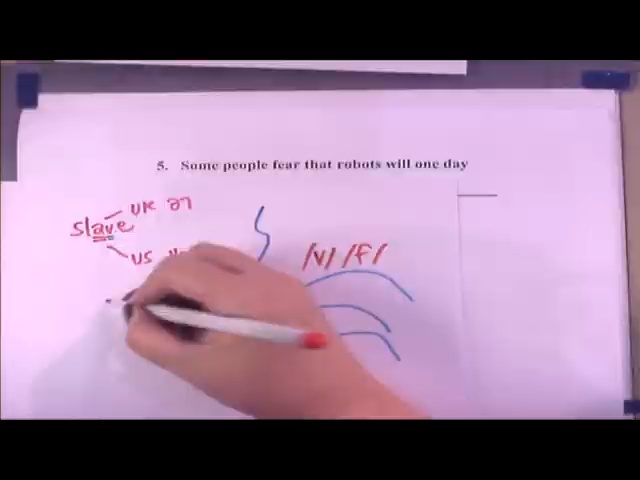 5. Some people fear that robots will one day
UK
slave /v/ /f/
US